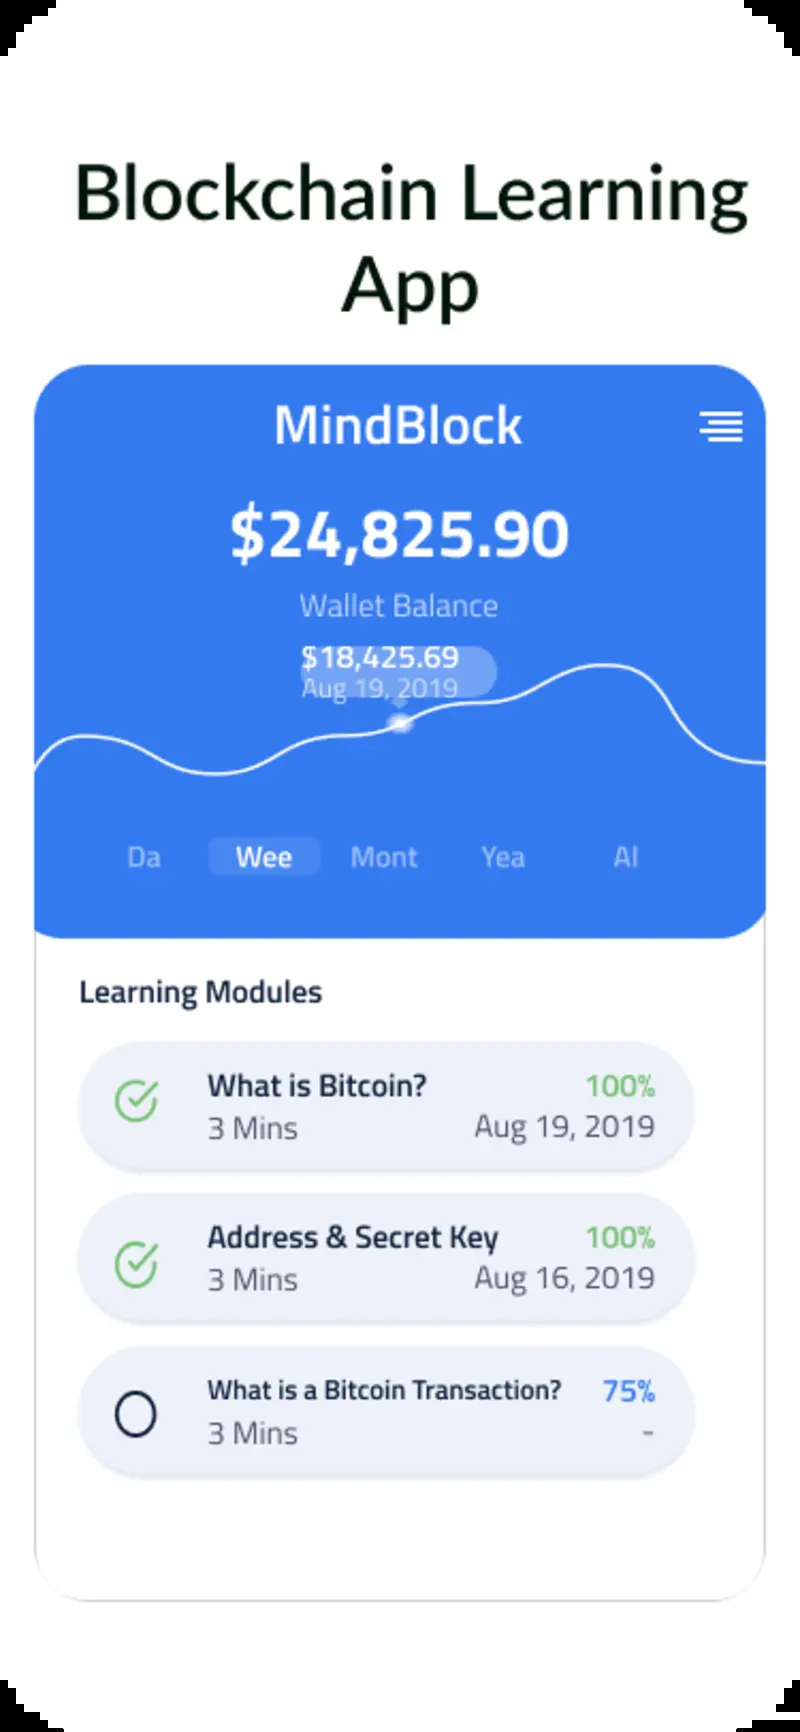 Blockchain Learning
App
MindBlock
$24,825.90
Wallet Balance
$18,425.69
Aug 19, 2019
Da Wee Mont Yea Al
Learning Modules
What is Bitcoin? 100%
3 Mins Aug 19, 2019
Address & Secret Key 100%
3 Mins Aug 16, 2019
What is a Bitcoin Transaction? 75%
3 Mins -